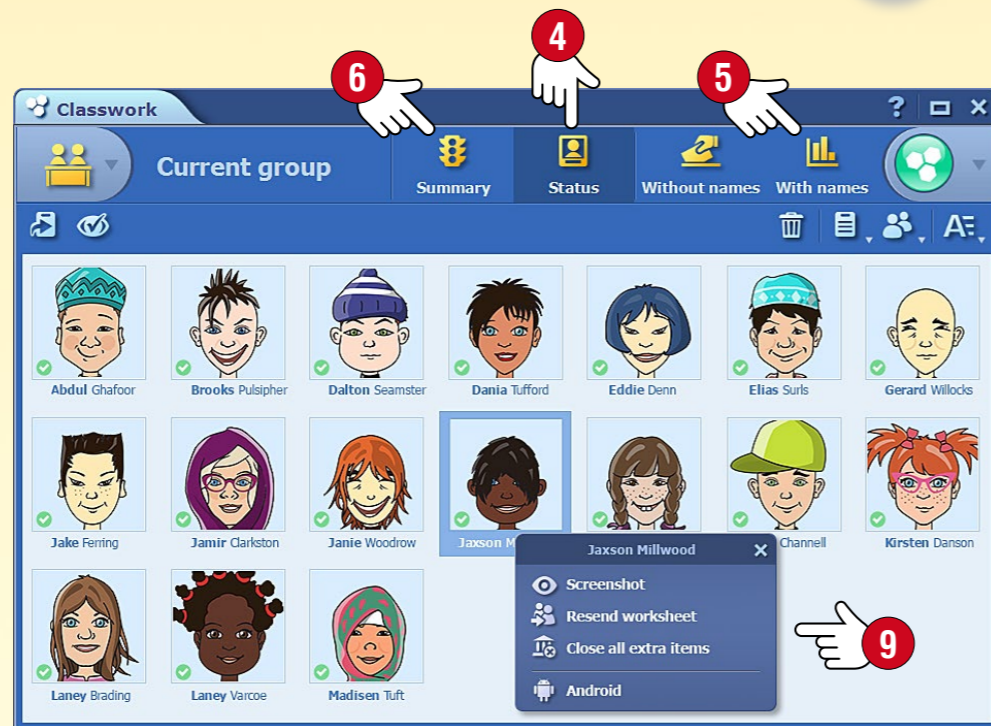 4
6
5
Classwork
?
Current group
Summary
Status
Without names
With names
A
Abdul Ghafoor
Brooks Pulsipher
Dalton Seamster
Dania Tufford
Eddie Denn
Elias Surls
Gerard Willocks
Jake Ferring
Jamir Clarkston
Janie Woodrow
Jaxson M
Channell
Kirsten Danson
Jaxson Millwood
Screenshot
Resend worksheet
Close all extra items
Android
9
Laney Brading
Laney Varcoe
Madisen Tuft